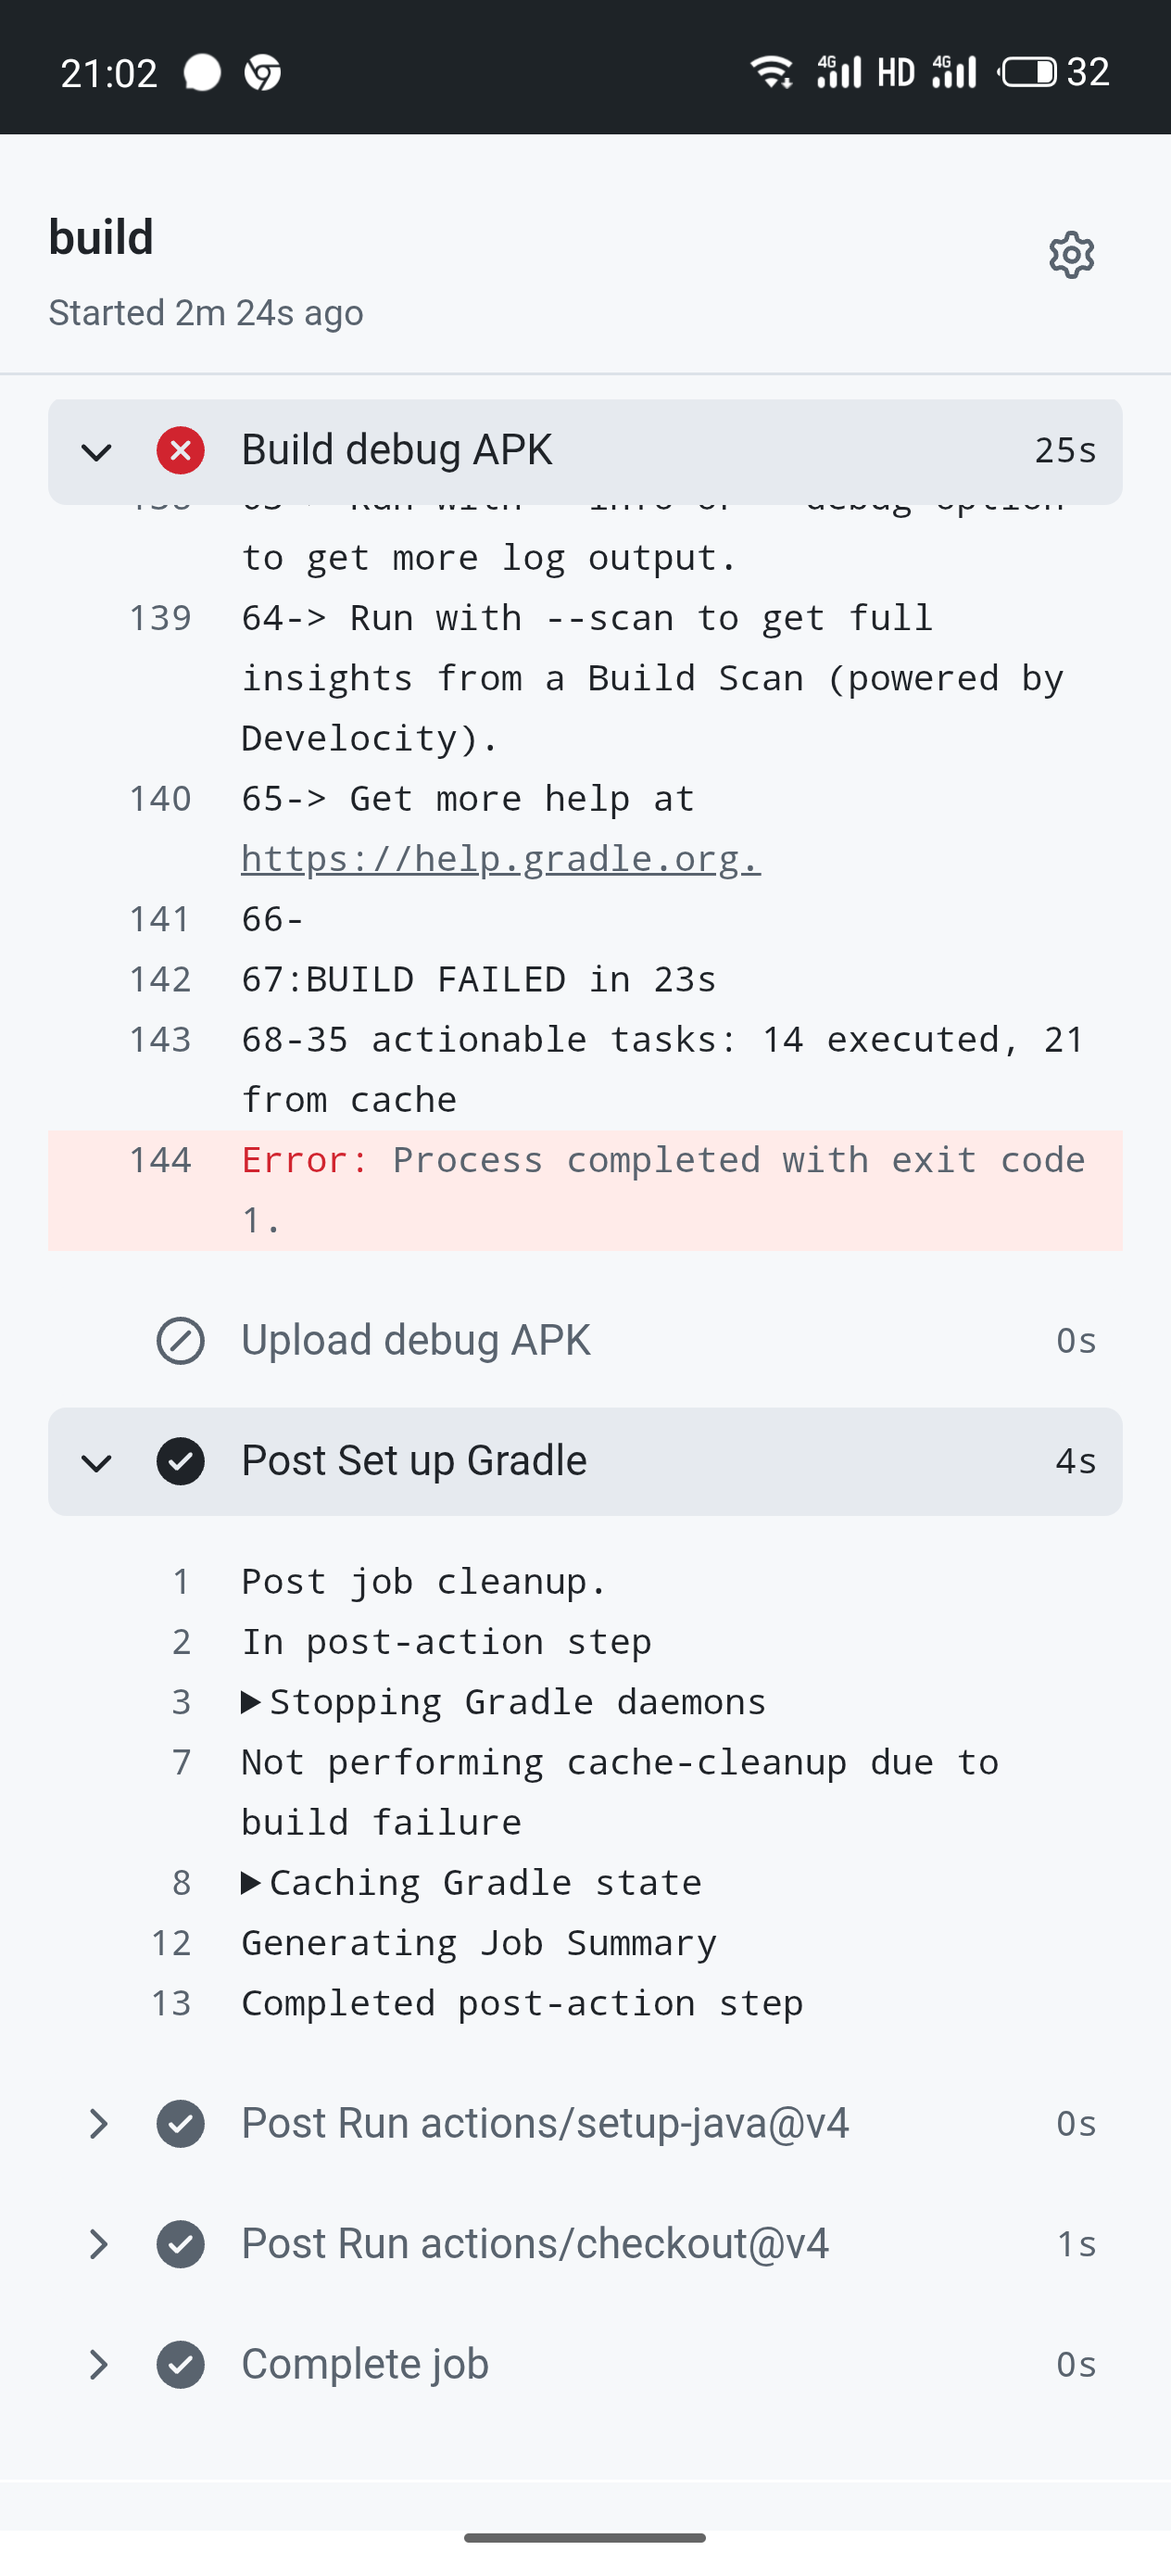 21:02
4G HD 4G 32
build
Started 2m 24s ago
Build debug APK 25s
to get more log output.
139 64-> Run with --scan to get full
insights from a Build Scan (powered by
Develocity).
140 65-> Get more help at
https://help.gradle.org.
141 66-
142 67:BUILD FAILED in 23s
143 68-35 actionable tasks: 14 executed, 21
from cache
144 Error: Process completed with exit code
1.
Upload debug APK 0s
Post Set up Gradle 4s
1 Post job cleanup.
2 In post-action step
3 ▶Stopping Gradle daemons
7 Not performing cache-cleanup due to
build failure
8 ▶Caching Gradle state
12 Generating Job Summary
13 Completed post-action step
Post Run actions/setup-java@v4 0s
Post Run actions/checkout@v4 1s
Complete job 0s